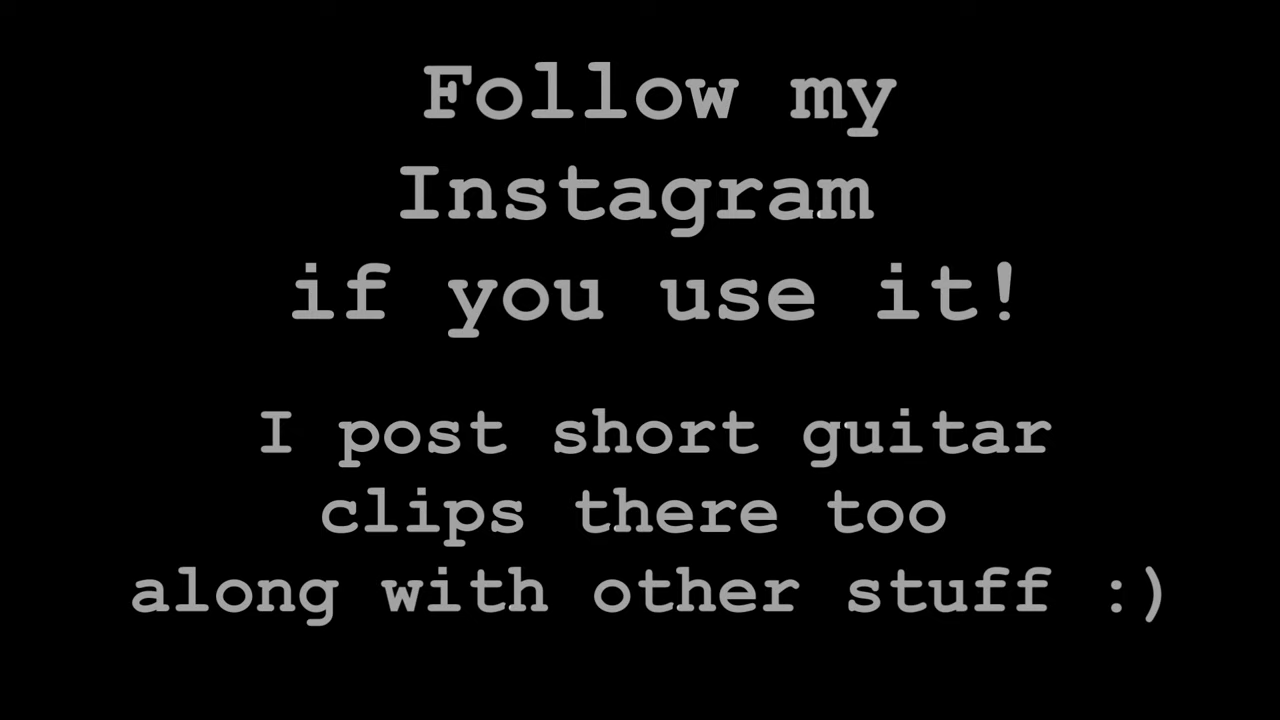 Follow my
Instagram
if you use it!
I post short guitar
clips there too
along with other stuff :)